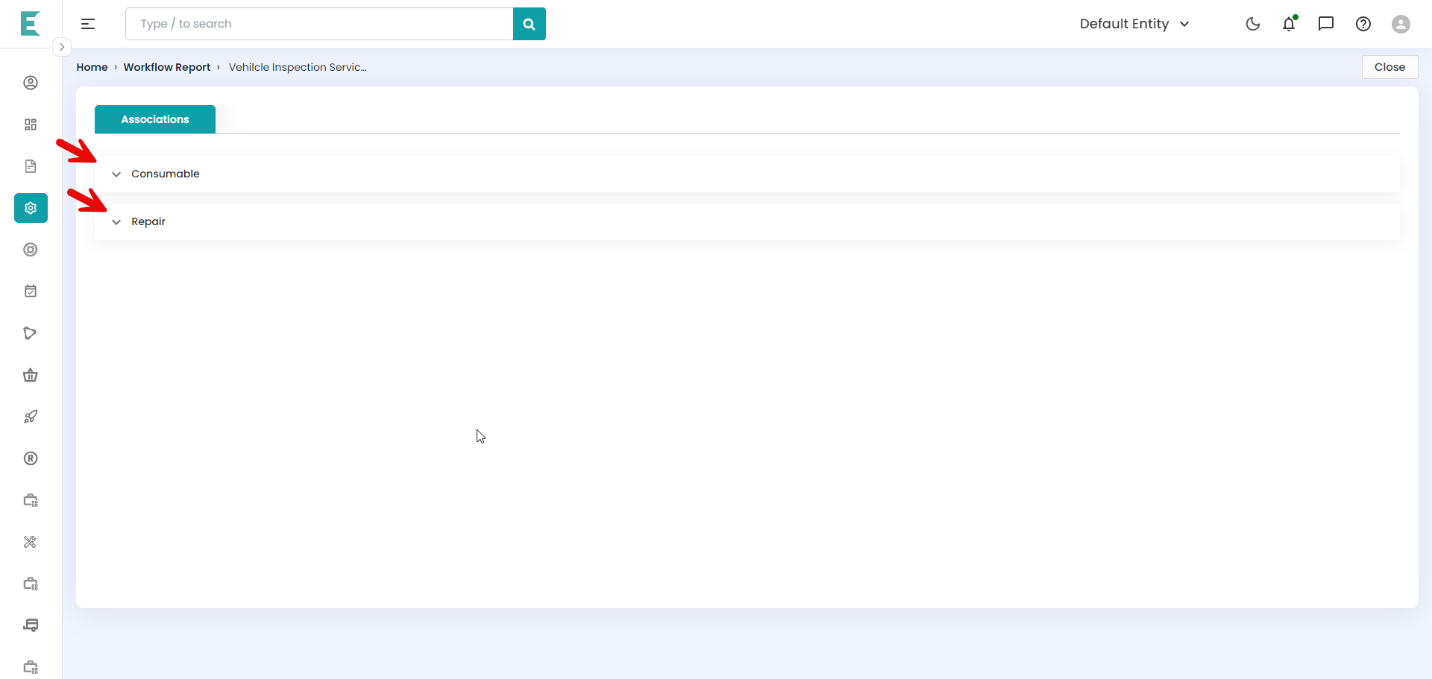 Type / to search
Default Entity
Home › Workflow Report › Vehilcle Inspection Servic...
Close
Associations
Consumable
Repair